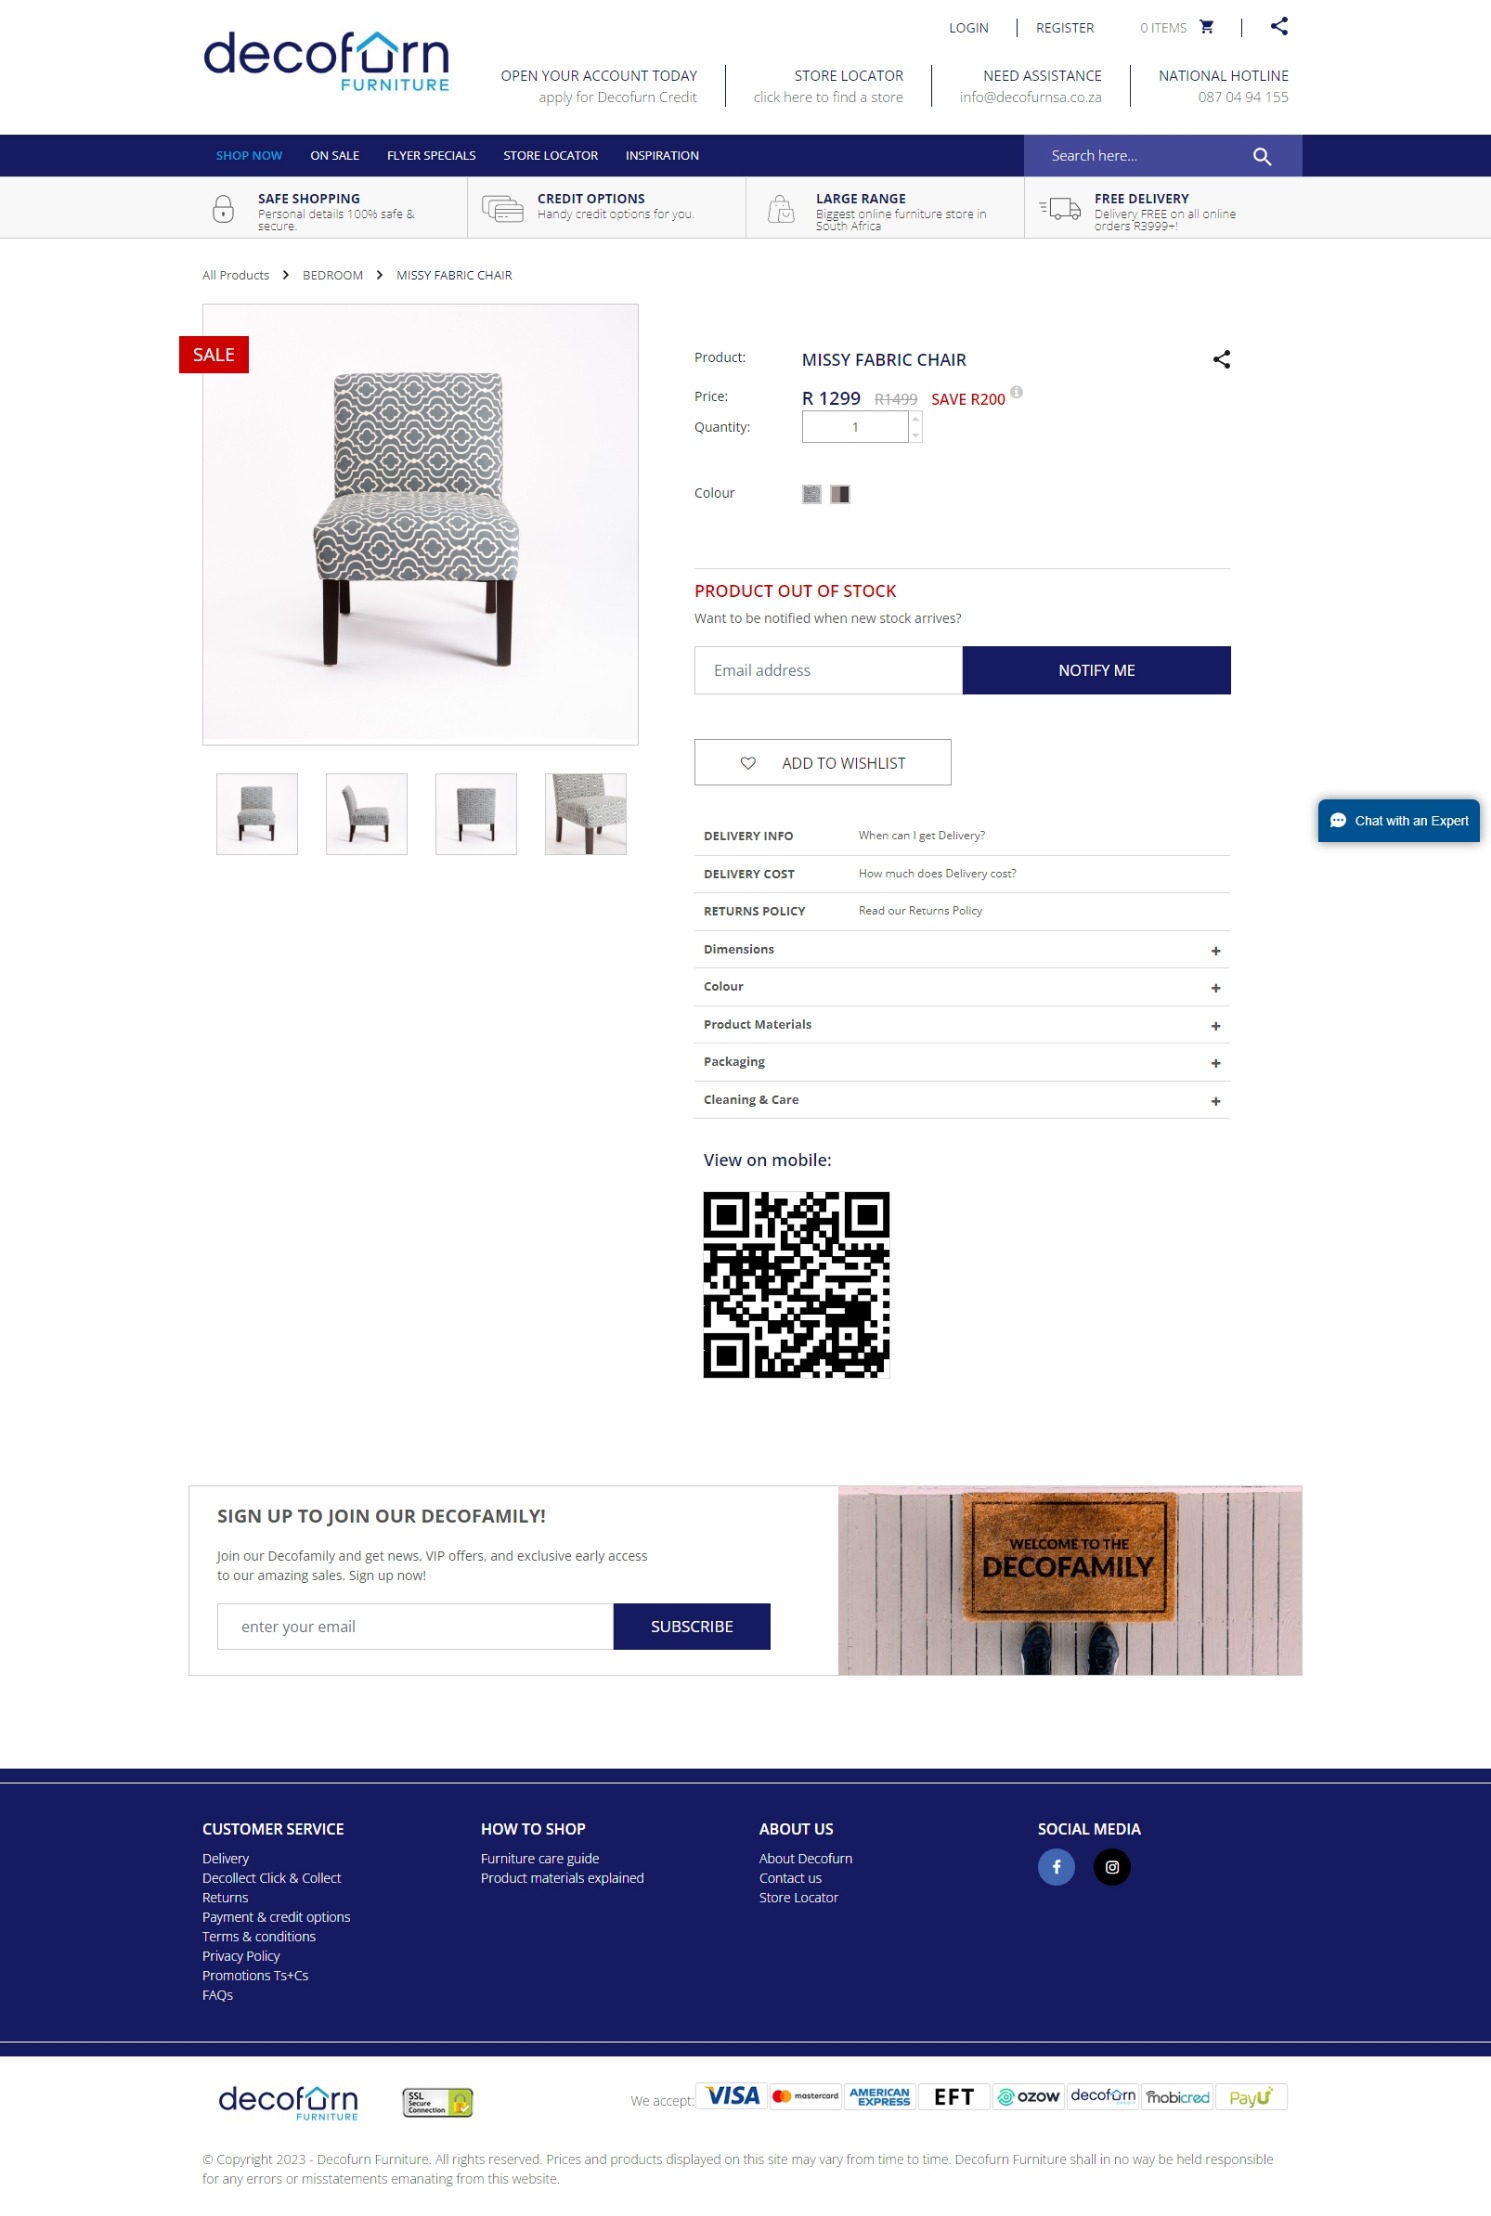 decofurn
FURNITURE
LOGIN
REGISTER
0 ITEMS
OPEN YOUR ACCOUNT TODAY
apply for Decofurn Credit
STORE LOCATOR
click here to find a store
NEED ASSISTANCE
info@decofurnsa.co.za
NATIONAL HOTLINE
087 04 94 155
SHOP NOW
ON SALE
FLYER SPECIALS
STORE LOCATOR
INSPIRATION
Search here...
SAFE SHOPPING
Personal details 100% safe &
secure.
CREDIT OPTIONS
Handy credit options for you.
LARGE RANGE
Biggest online furniture store in
South Africa
FREE DELIVERY
Delivery FREE on all online
orders R3999+!
All Products
BEDROOM
MISSY FABRIC CHAIR
SALE
Product: MISSY FABRIC CHAIR
Price: R 1299 R1499 SAVE R200
Quantity: 1
Colour
PRODUCT OUT OF STOCK
Want to be notified when new stock arrives?
Email address
NOTIFY ME
ADD TO WISHLIST
Chat with an Expert
DELIVERY INFO When can I get Delivery?
DELIVERY COST How much does Delivery cost?
RETURNS POLICY Read our Returns Policy
Dimensions +
Colour +
Product Materials +
Packaging +
Cleaning & Care +
View on mobile:
SIGN UP TO JOIN OUR DECOFAMILY!
Join our Decofamily and get news, VIP offers, and exclusive early access
to our amazing sales. Sign up now!
enter your email
SUBSCRIBE
WELCOME TO THE
DECOFAMILY
CUSTOMER SERVICE
Delivery
Decollect Click & Collect
Returns
Payment & credit options
Terms & conditions
Privacy Policy
Promotions Ts+Cs
FAQs
HOW TO SHOP
Furniture care guide
Product materials explained
ABOUT US
About Decofurn
Contact us
Store Locator
SOCIAL MEDIA
decofurn
FURNITURE
SSL
Secure
Connection
We accept:
VISA
mastercard
AMERICAN
EXPRESS
EFT
OZOW
decofurn
mobicred
PayU
© Copyright 2023 - Decofurn Furniture. All rights reserved. Prices and products displayed on this site may vary from time to time. Decofurn Furniture shall in no way be held responsible
for any errors or misstatements emanating from this website.